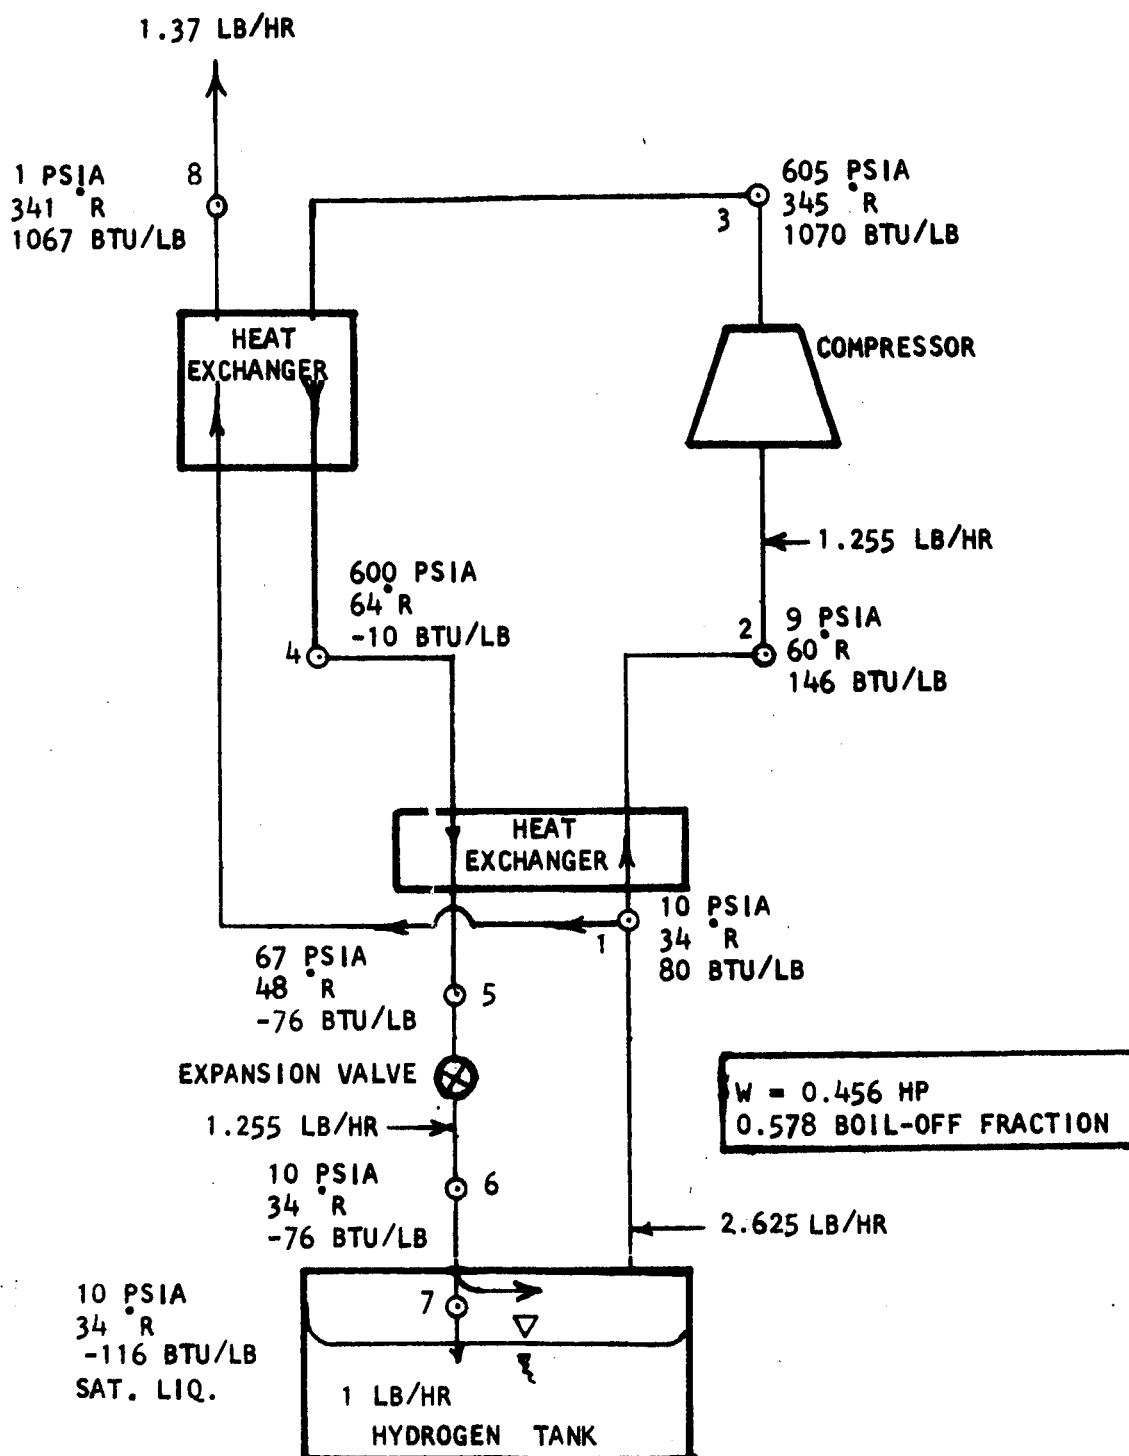 1.37 LB/HR
1 PSIA
341 °R
1067 BTU/LB
8
605 PSIA
345 °R
1070 BTU/LB
3
HEAT
EXCHANGER
COMPRESSOR
1.255 LB/HR
600 PSIA
64°R
-10 BTU/LB
4
2
9 PSIA
60°R
146 BTU/LB
HEAT
EXCHANGER
10 PSIA
34 °R
80 BTU/LB
1
67 PSIA
48 °R
-76 BTU/LB
5
EXPANSION VALVE
W = 0.456 HP
0.578 BOIL-OFF FRACTION
1.255 LB/HR
10 PSIA
34 °R
-76 BTU/LB
6
2.625 LB/HR
10 PSIA
34 °R
-116 BTU/LB
SAT. LIQ.
7
1 LB/HR
HYDROGEN TANK